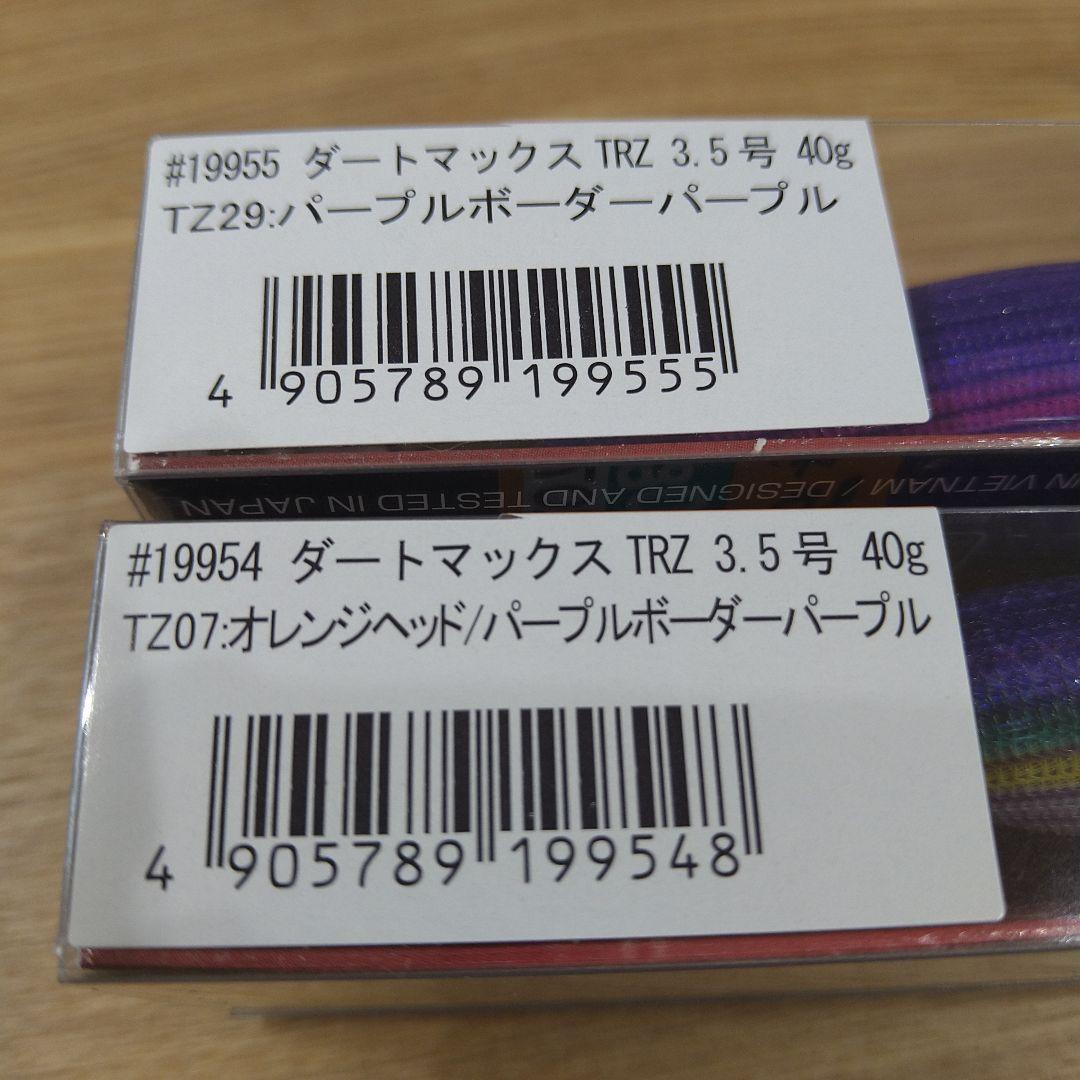 #19955 ダートマックス TRZ 3.5号 40g
TZ29:パープルボーダーパープル
4 905789 199555
IN VIETNAM / DESIGNED AND TESTED IN JAPAN
#19954 ダートマックス TRZ 3.5号 40g
TZ07:オレンジヘッド/パープルボーダーパープル
4 905789 199548